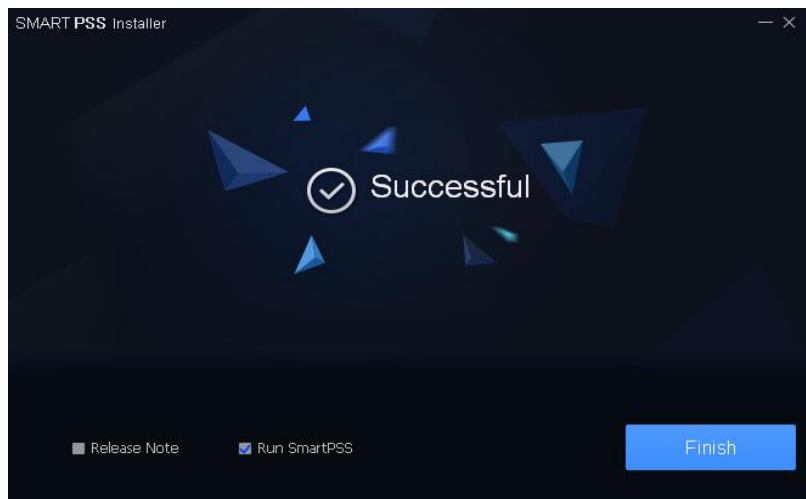 SMART PSS Installer
Successful
Release Note
Run SmartPSS
Finish